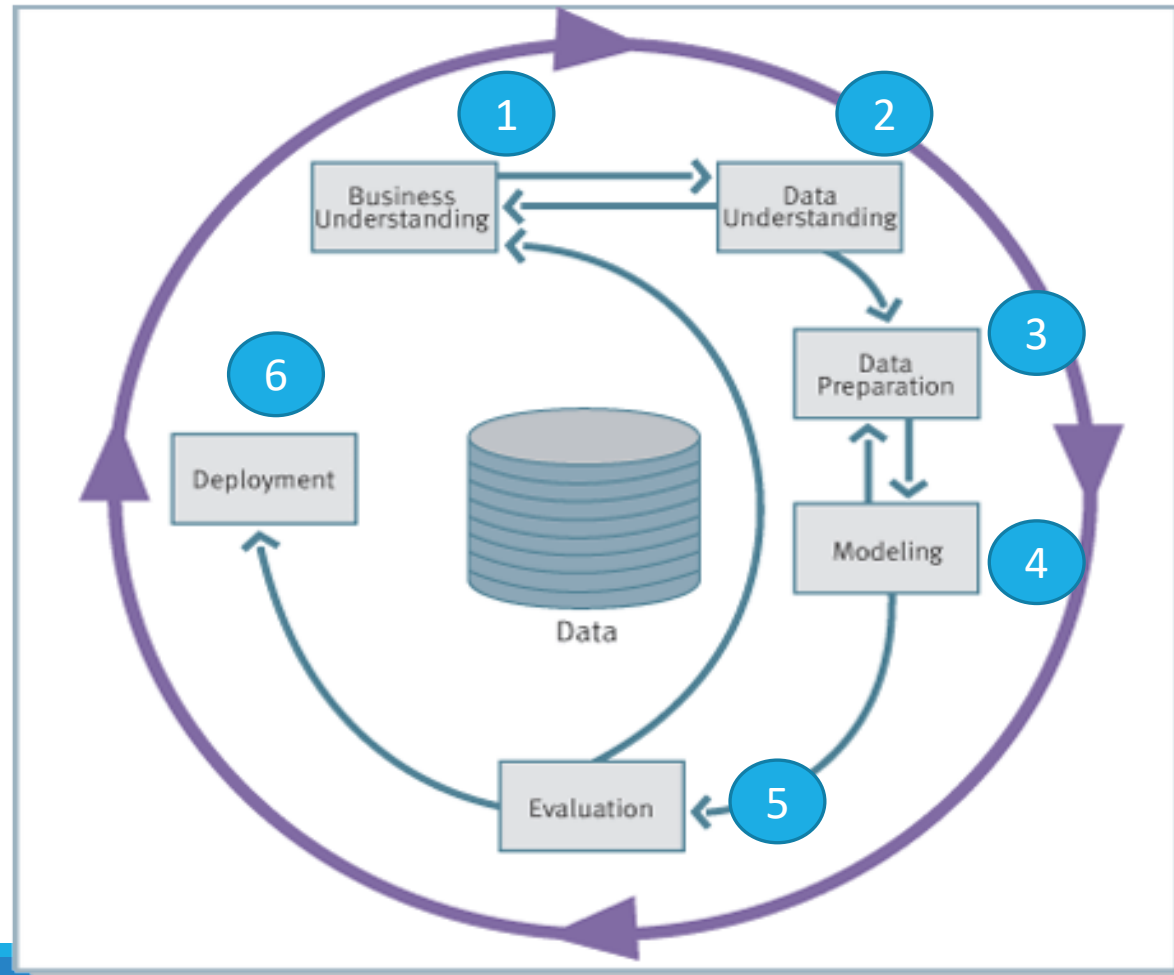 1
2
Business
Understanding
Data
Understanding
3
Data
Preparation
6
Deployment
Modeling
4
Data
Evaluation
5